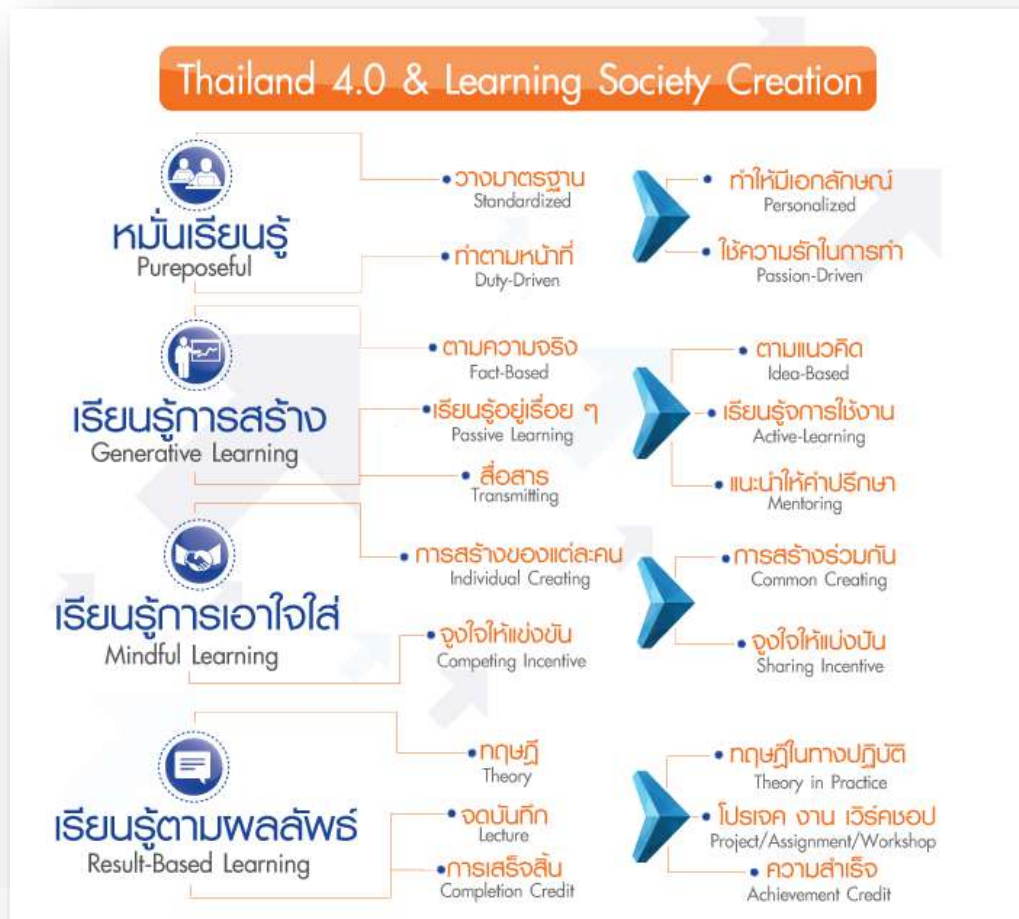 Thailand 4.0 & Learning Society Creation
หมั่นเรียนรู้
Pureposeful
วางมาตรฐาน
Standardized
ทำตามหน้าที่
Duty-Driven
ทำให้มีเอกลักษณ์
Personalized
ใช้ความรักในการทำ
Passion-Driven
เรียนรู้การสร้าง
Generative Learning
ตามความจริง
Fact-Based
เรียนรู้อยู่เรื่อย ๆ
Passive Learning
สื่อสาร
Transmitting
ตามแนวคิด
Idea-Based
เรียนรู้จการใช้งาน
Active-Learning
แนะนำให้คำปรึกษา
Mentoring
เรียนรู้การเอาใจใส่
Mindful Learning
การสร้างของแต่ละคน
Individual Creating
จูงใจให้แข่งขัน
Competing Incentive
การสร้างร่วมกัน
Common Creating
จูงใจให้แบ่งปัน
Sharing Incentive
เรียนรู้ตามผลลัพธ์
Result-Based Learning
ทฤษฎี
Theory
จดบันทึก
Lecture
การเสร็จสิ้น
Completion Credit
ทฤษฎีในทางปฏิบัติ
Theory in Practice
โปรเจค งาน เวิร์คชอป
Project/Assignment/Workshop
ความสำเร็จ
Achievement Credit